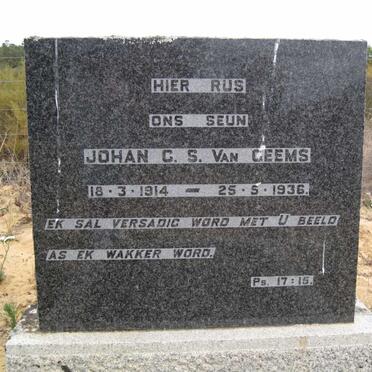 HIER RUS
ONS SEUN
JOHAN C. S. VAN GEEMS
18-3-1914 — 25-5-1936.
EK SAL VERSADIG WORD MET U BEELD
AS EK WAKKER WORD.
Ps. 17:15.